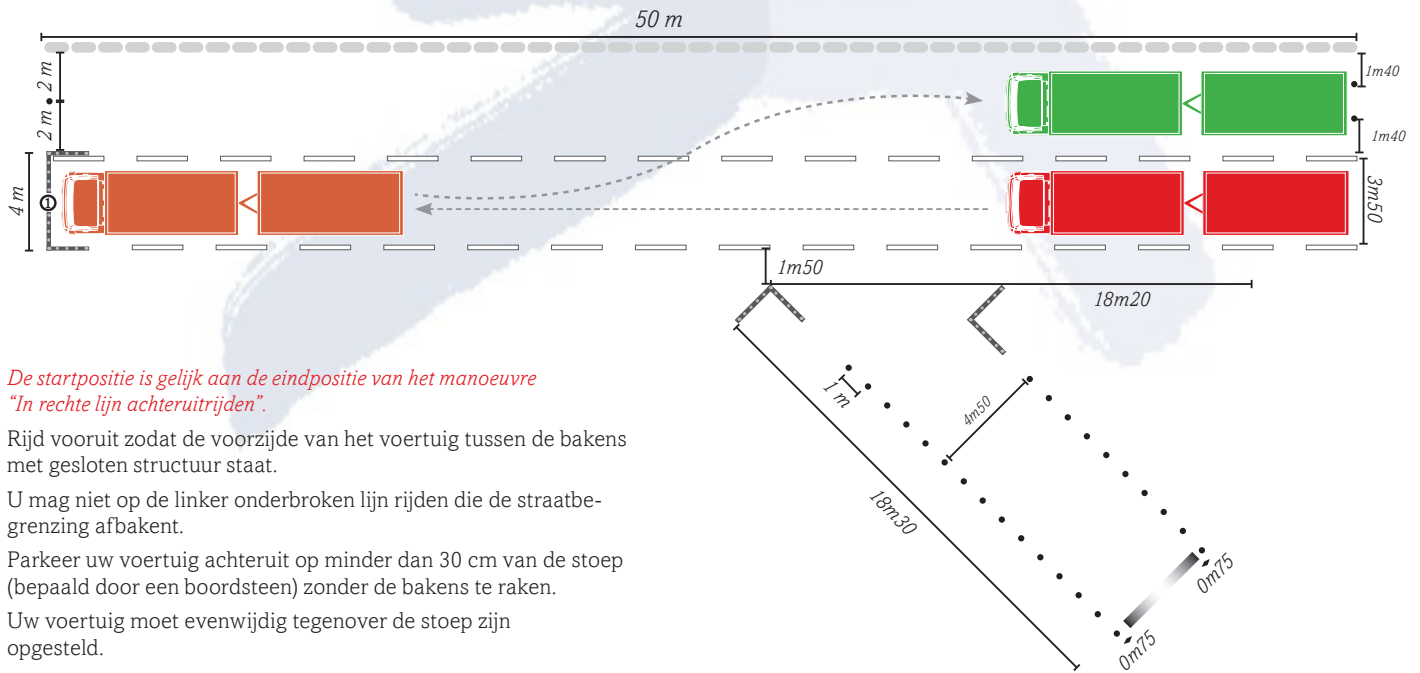 50 m
2 m
2 m
4 m
1
1m40
1m40
3m50
1m50
18m20
1 m
4m50
18m30
0m75
0m75
De startpositie is gelijk aan de eindpositie van het manoeuvre
“In rechte lijn achteruitrijden”.
Rijd vooruit zodat de voorzijde van het voertuig tussen de bakens
met gesloten structuur staat.
U mag niet op de linker onderbroken lijn rijden die de straatbe-
grenzing afbakent.
Parkeer uw voertuig achteruit op minder dan 30 cm van de stoep
(bepaald door een boordsteen) zonder de bakens te raken.
Uw voertuig moet evenwijdig tegenover de stoep zijn
opgesteld.